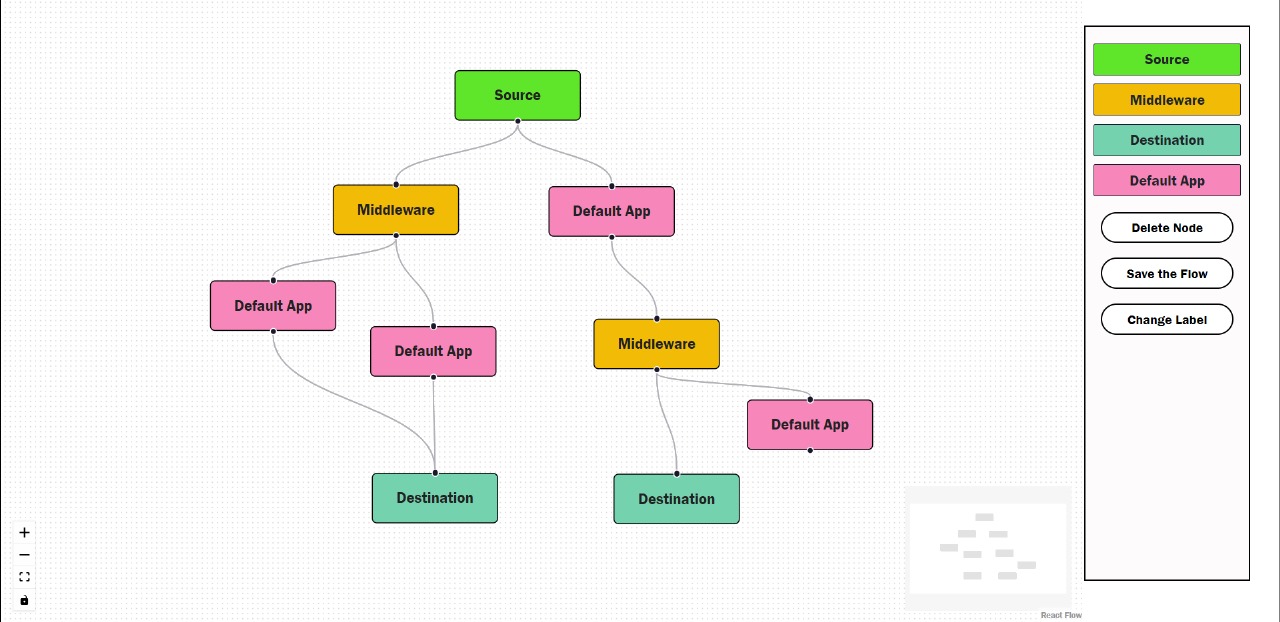 Source
Middleware
Default App
Default App
Default App
Middleware
Default App
Destination
Destination
React Flow
Source
Middleware
Destination
Default App
Delete Node
Save the Flow
Change Label